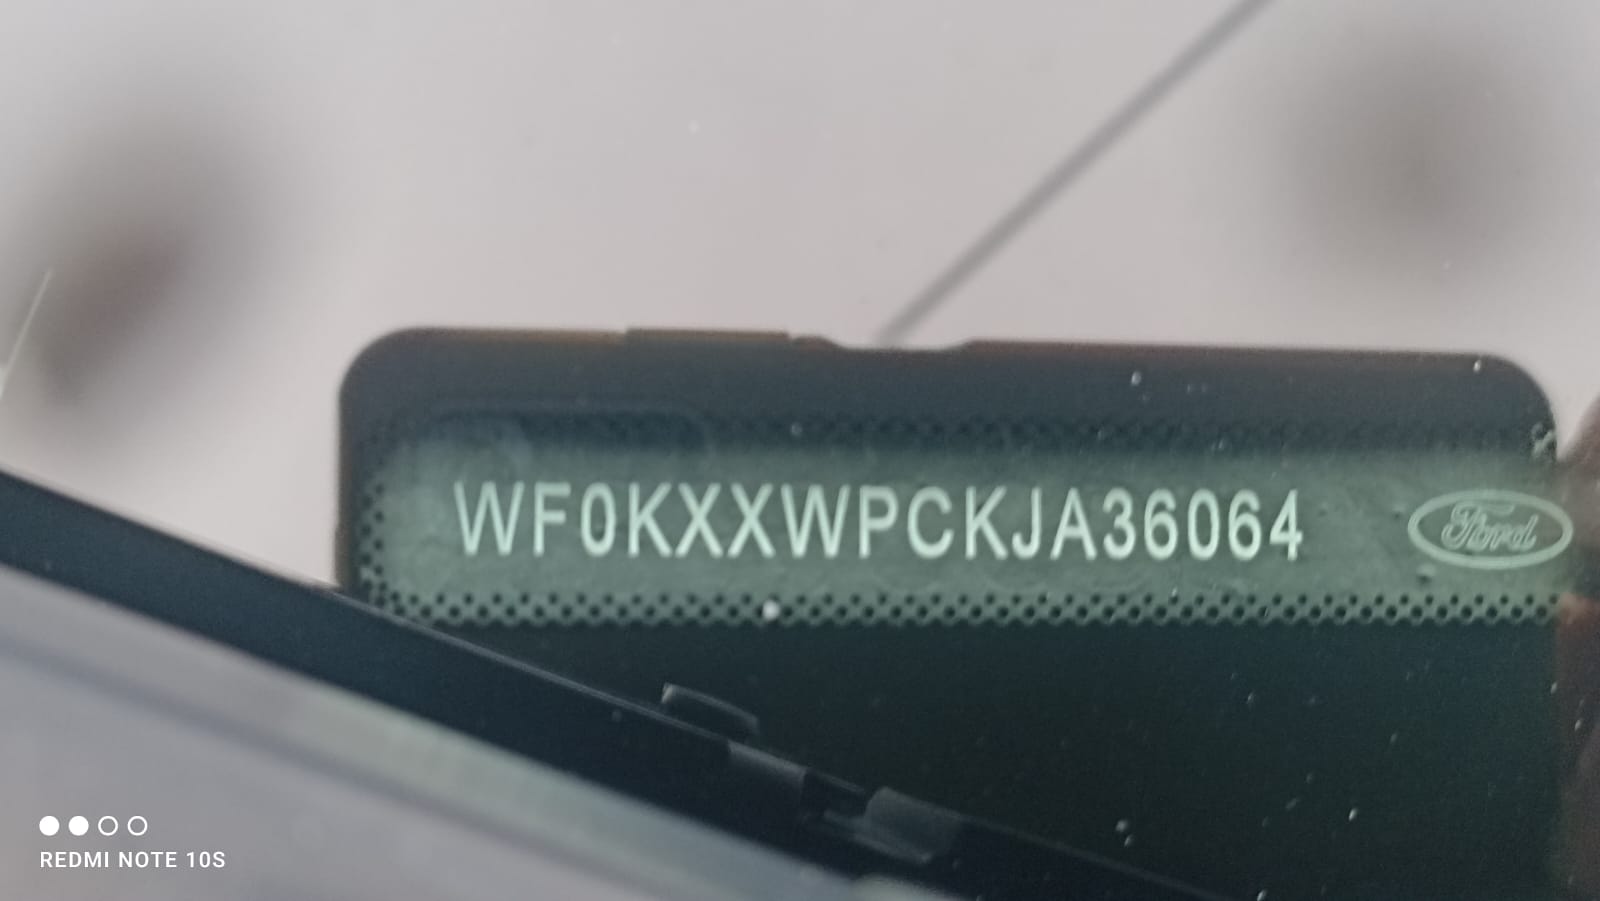 WF0KXXWPCKJA36064
Ford
REDMI NOTE 10S